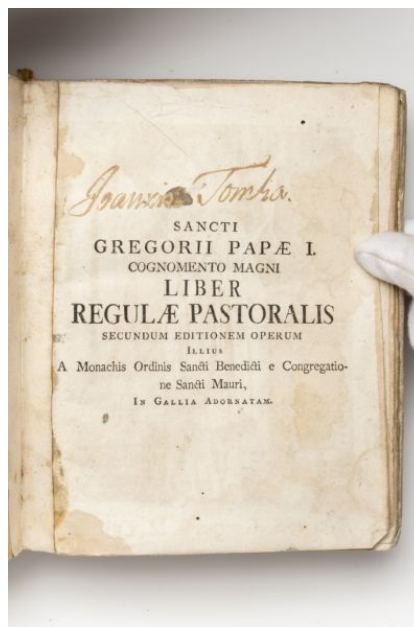 Joannis Tomka.
SANCTI
GREGORII PAPÆ I.
COGNOMENTO MAGNI
LIBER
REGULÆ PASTORALIS
SECUNDUM EDITIONEM OPERUM
ILLIUS
A Monachis Ordinis Sancti Benedicti e Congregatio-
ne Sancti Mauri,
IN GALLIA ADORNATAM.